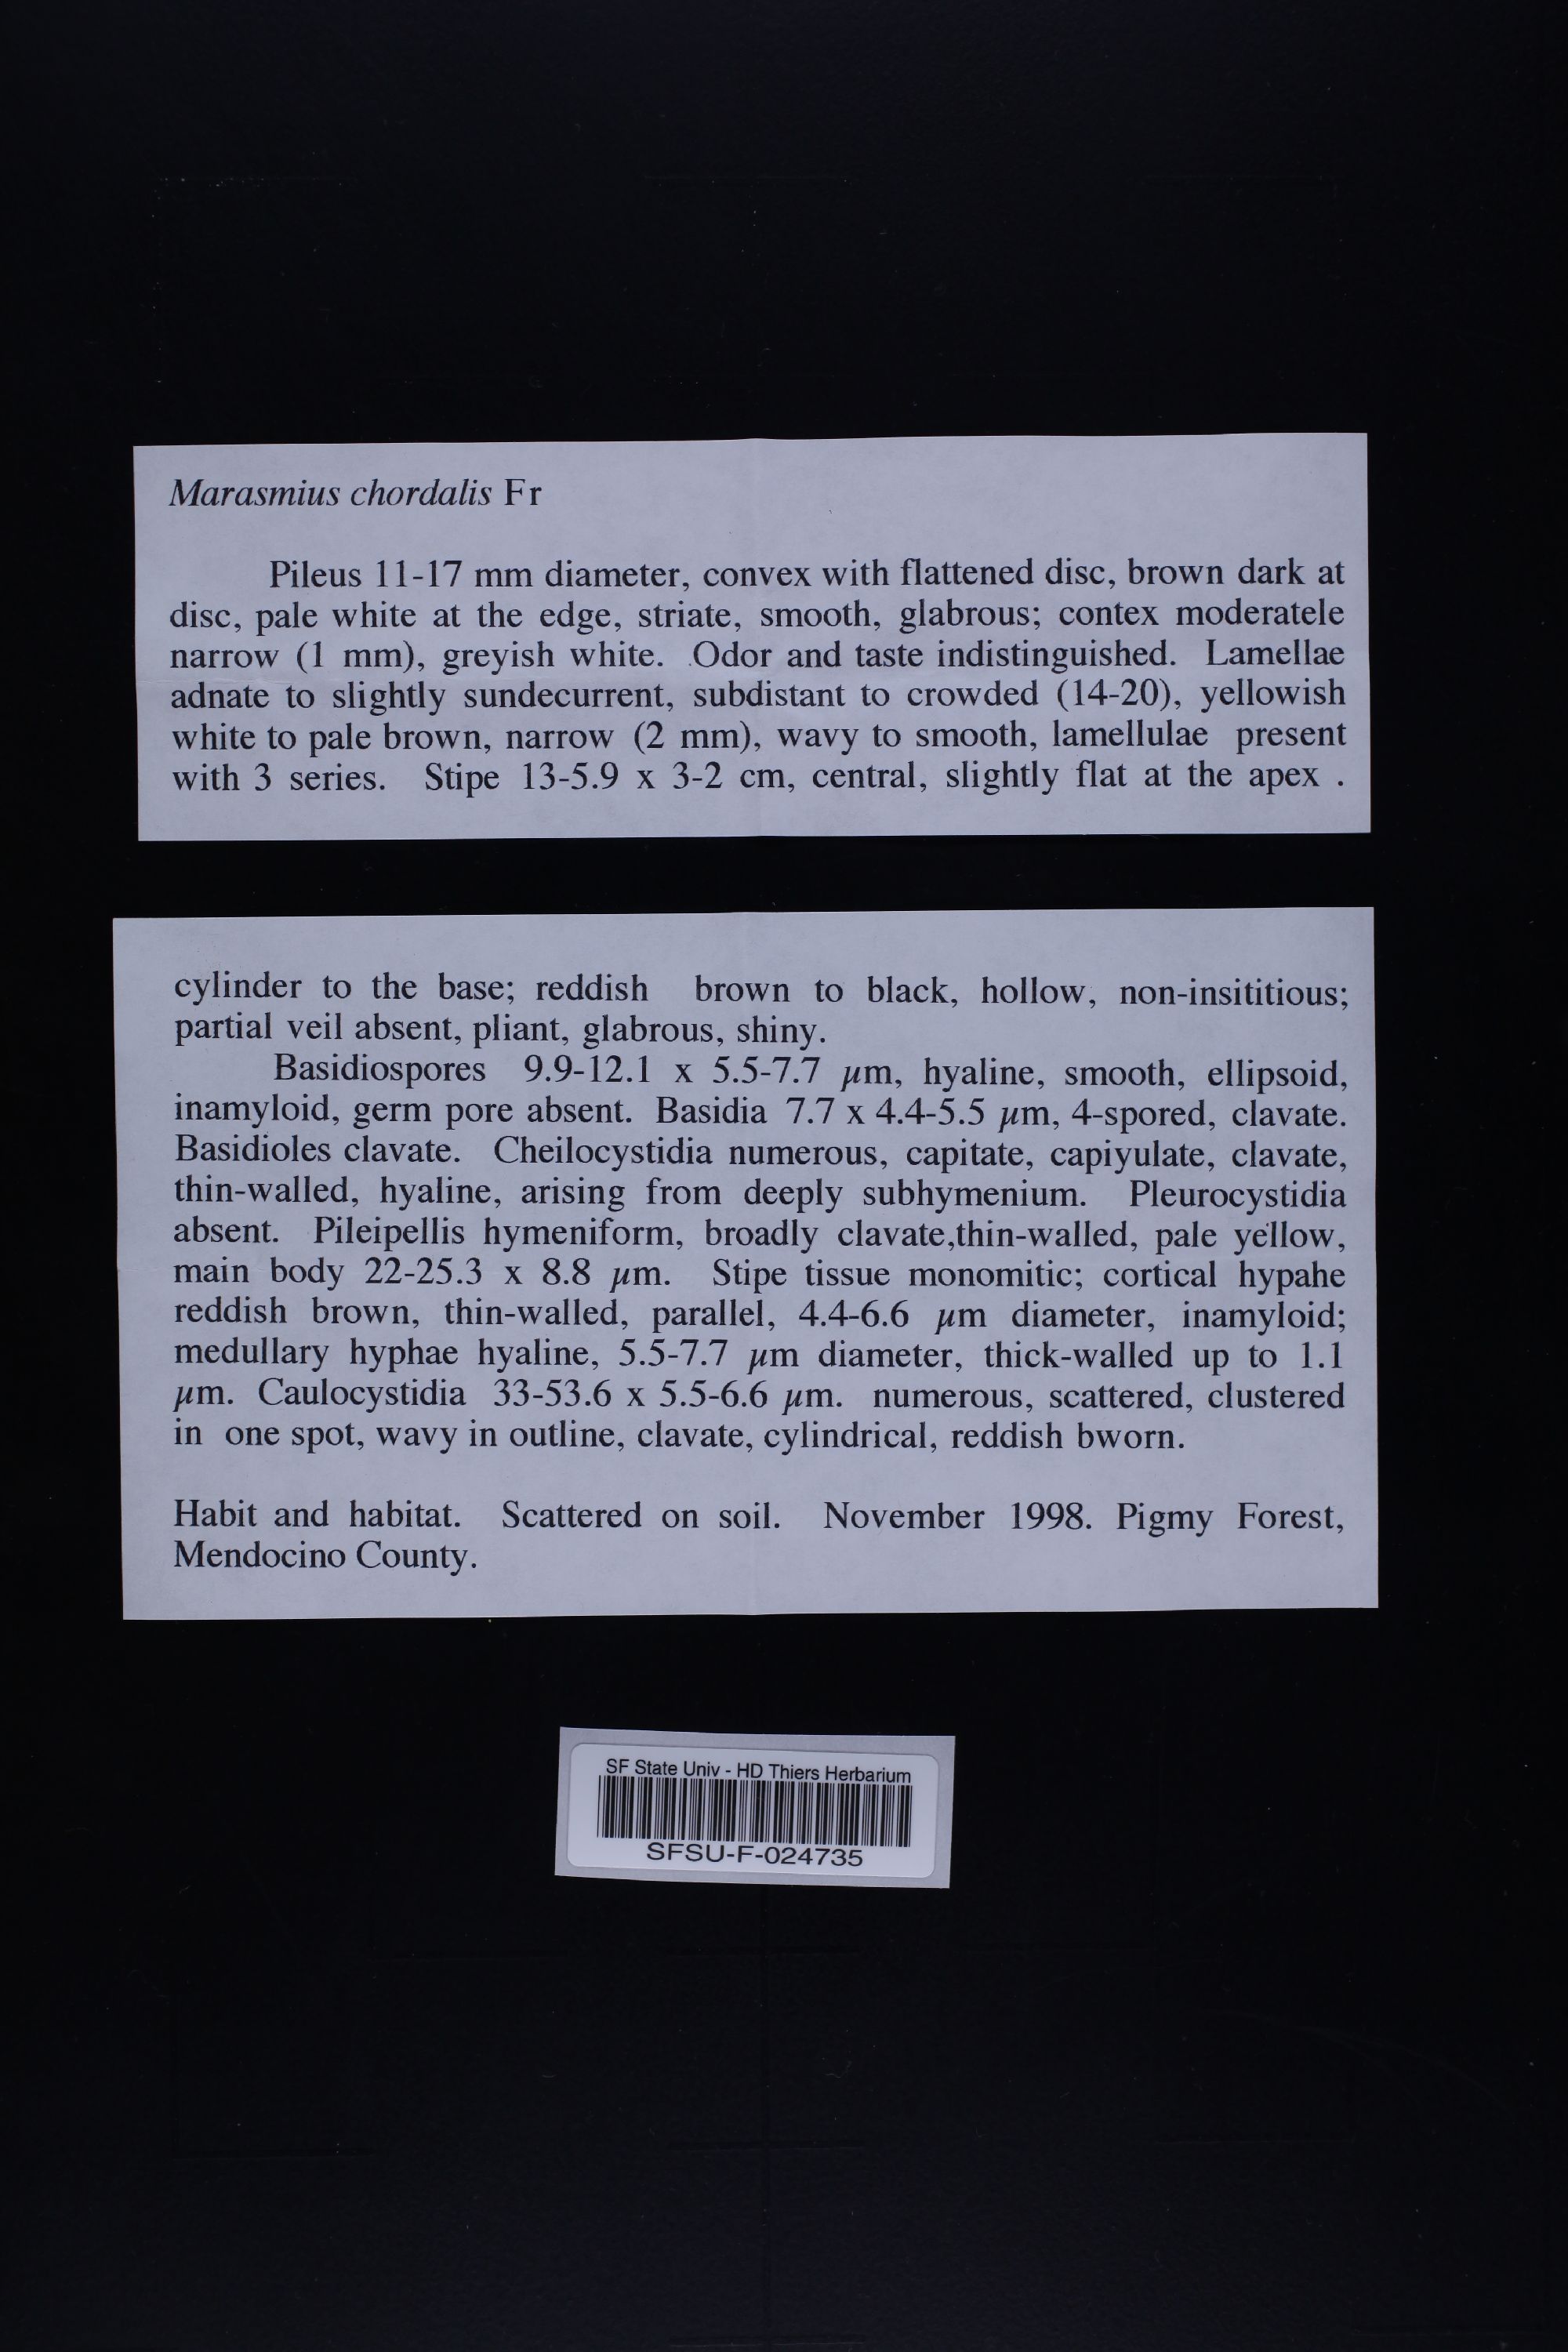 Marasmius chordalis Fr
Pileus 11-17 mm diameter, convex with flattened disc, brown dark at
disc, pale white at the edge, striate, smooth, glabrous; contex moderatele
narrow (1 mm), greyish white. Odor and taste indistinguished. Lamellae
adnate to slightly sundecurrent, subdistant to crowded (14-20), yellowish
white to pale brown, narrow (2 mm), wavy to smooth, lamellulae present
with 3 series. Stipe 13-5.9 x 3-2 cm, central, slightly flat at the apex .
cylinder to the base; reddish brown to black, hollow, non-insititious;
partial veil absent, pliant, glabrous, shiny.
Basidiospores 9.9-12.1 x 5.5-7.7 µm, hyaline, smooth, ellipsoid,
inamyloid, germ pore absent. Basidia 7.7 x 4.4-5.5 µm, 4-spored, clavate.
Basidioles clavate. Cheilocystidia numerous, capitate, capiyulate, clavate,
thin-walled, hyaline, arising from deeply subhymenium. Pleurocystidia
absent. Pileipellis hymeniform, broadly clavate,thin-walled, pale yellow,
main body 22-25.3 x 8.8 µm. Stipe tissue monomitic; cortical hypahe
reddish brown, thin-walled, parallel, 4.4-6.6 µm diameter, inamyloid;
medullary hyphae hyaline, 5.5-7.7 µm diameter, thick-walled up to 1.1
µm. Caulocystidia 33-53.6 x 5.5-6.6 µm. numerous, scattered, clustered
in one spot, wavy in outline, clavate, cylindrical, reddish bworn.
Habit and habitat. Scattered on soil. November 1998. Pigmy Forest,
Mendocino County.
SF State Univ - HD Thiers Herbarium
SFSU-F-024735